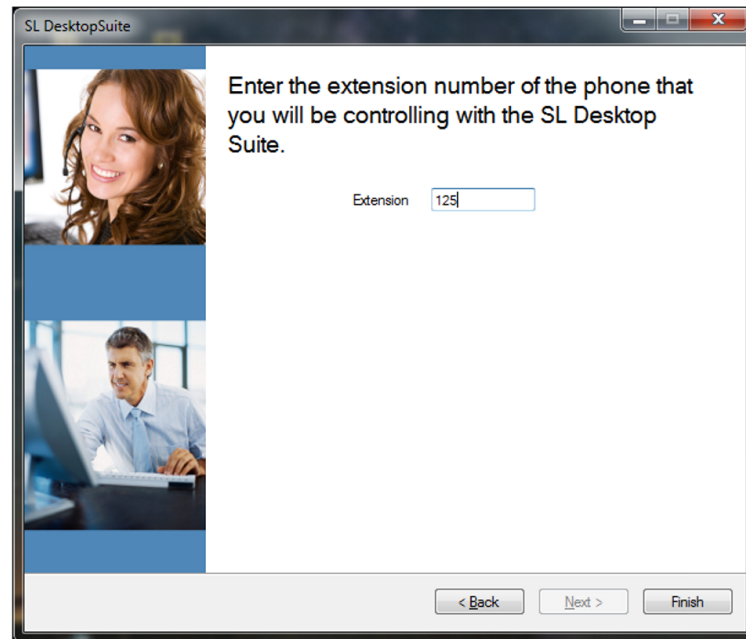 SL DesktopSuite
Enter the extension number of the phone that
you will be controlling with the SL Desktop
Suite.
Extension 125
< Back Next > Finish